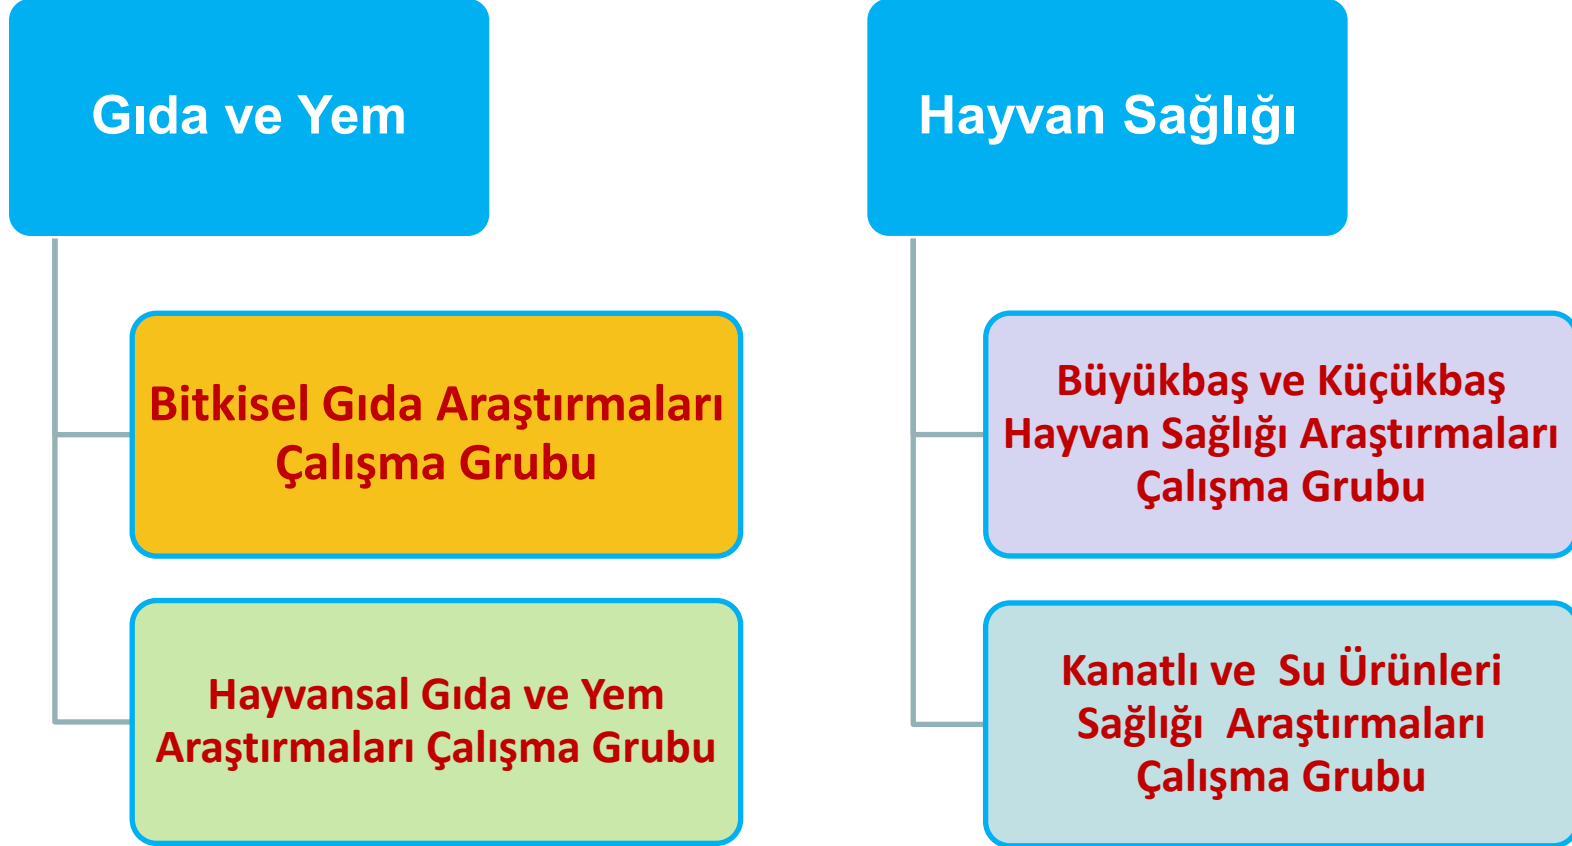 Gıda ve Yem
Bitkisel Gıda Araştırmaları
Çalışma Grubu
Hayvansal Gıda ve Yem
Araştırmaları Çalışma Grubu
Hayvan Sağlığı
Büyükbaş ve Küçükbaş
Hayvan Sağlığı Araştırmaları
Çalışma Grubu
Kanatlı ve  Su Ürünleri
Sağlığı  Araştırmaları
Çalışma Grubu